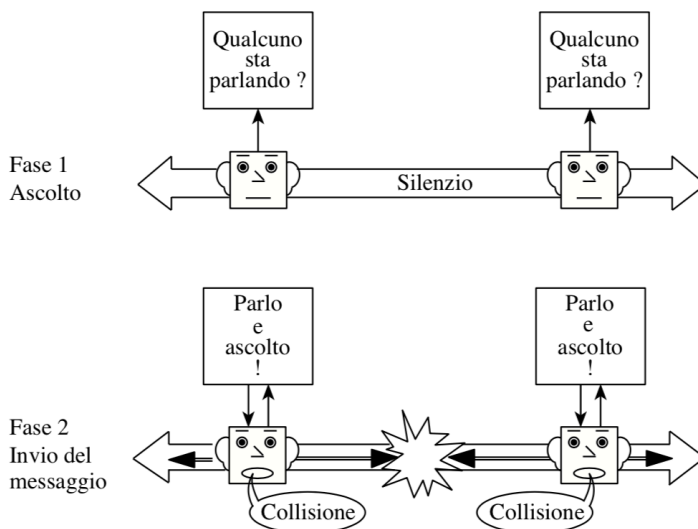 Qualcuno
sta
parlando ?
Qualcuno
sta
parlando ?
Fase 1
Ascolto
Silenzio
Parlo
e
ascolto
!
Parlo
e
ascolto
!
Fase 2
Invio del
messaggio
Collisione
Collisione